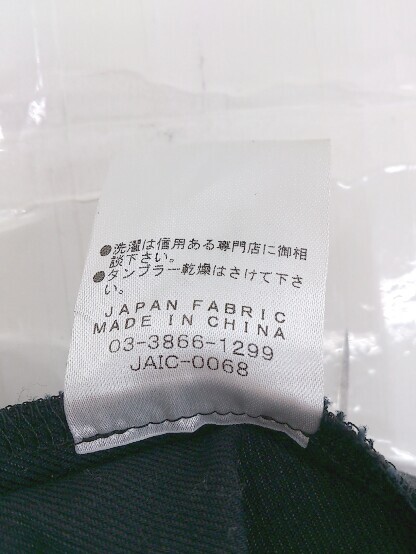 ●洗濯は信用ある専門店に御相
談下さい。
●タンブラー乾燥はさけて下さ
い。
JAPAN FABRIC
MADE IN CHINA
03-3866-1299
JAIC-0068